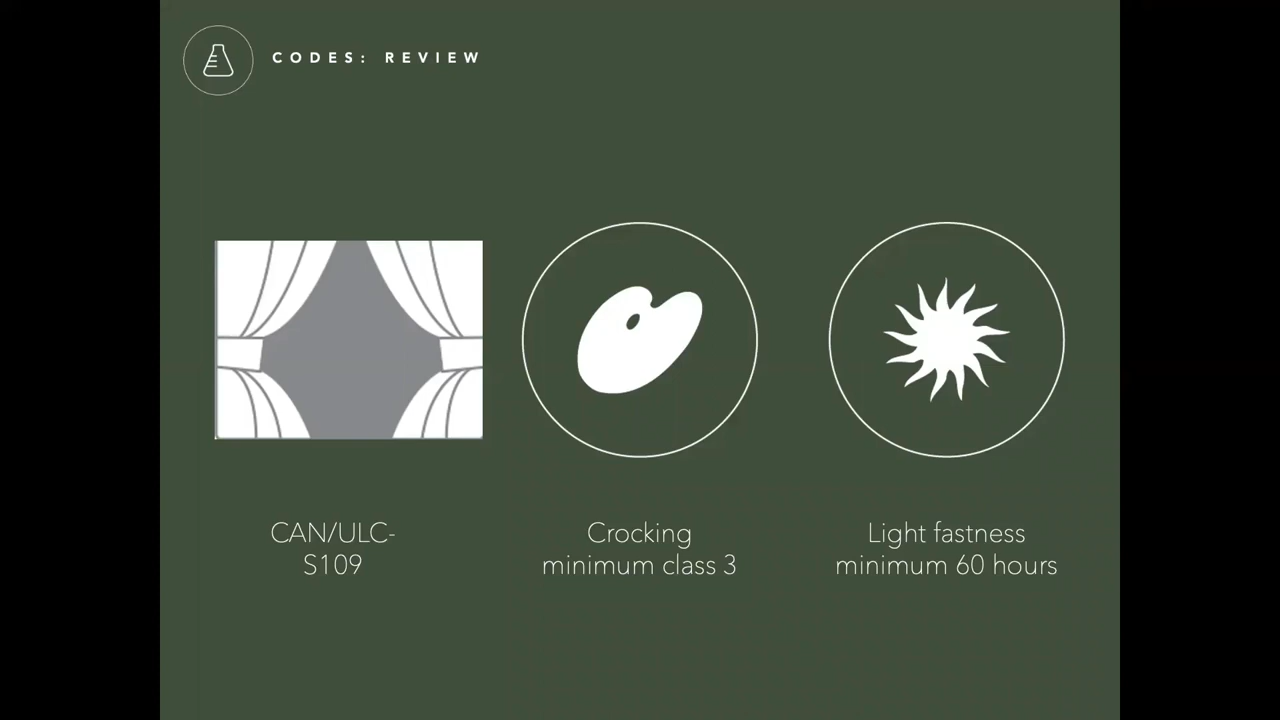 CODES: REVIEW
CAN/ULC-
S109
Crocking
minimum class 3
Light fastness
minimum 60 hours